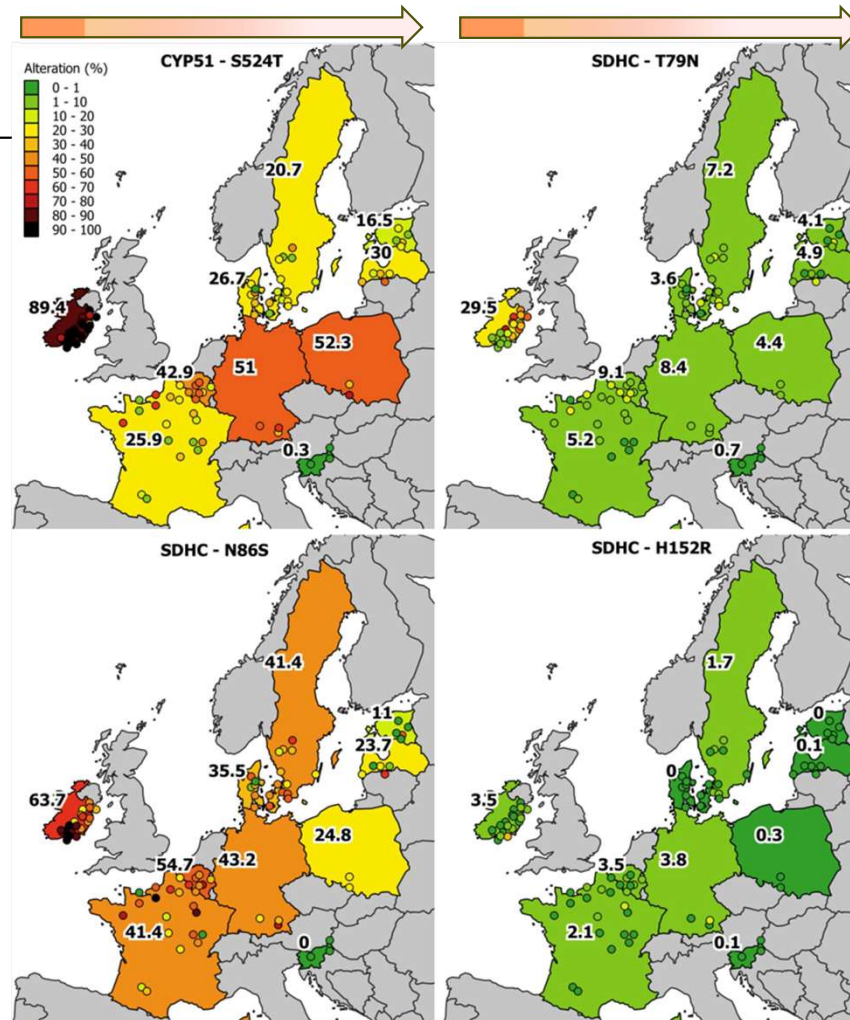 CYP51 - S524T
Alteration (%)
0 - 1
1 - 10
10 - 20
20 - 30
30 - 40
40 - 50
50 - 60
60 - 70
70 - 80
80 - 90
90 - 100
20.7
16.5
30
26.7
89.4
52.3
51
42.9
25.9
0.3
SDHC - T79N
7.2
4.1
4.9
3.6
29.5
4.4
8.4
9.1
5.2
0.7
SDHC - N86S
41.4
11
23.7
35.5
63.7
24.8
43.2
54.7
41.4
0
SDHC - H152R
1.7
0
0.1
0
3.5
0.3
3.8
3.5
2.1
0.1